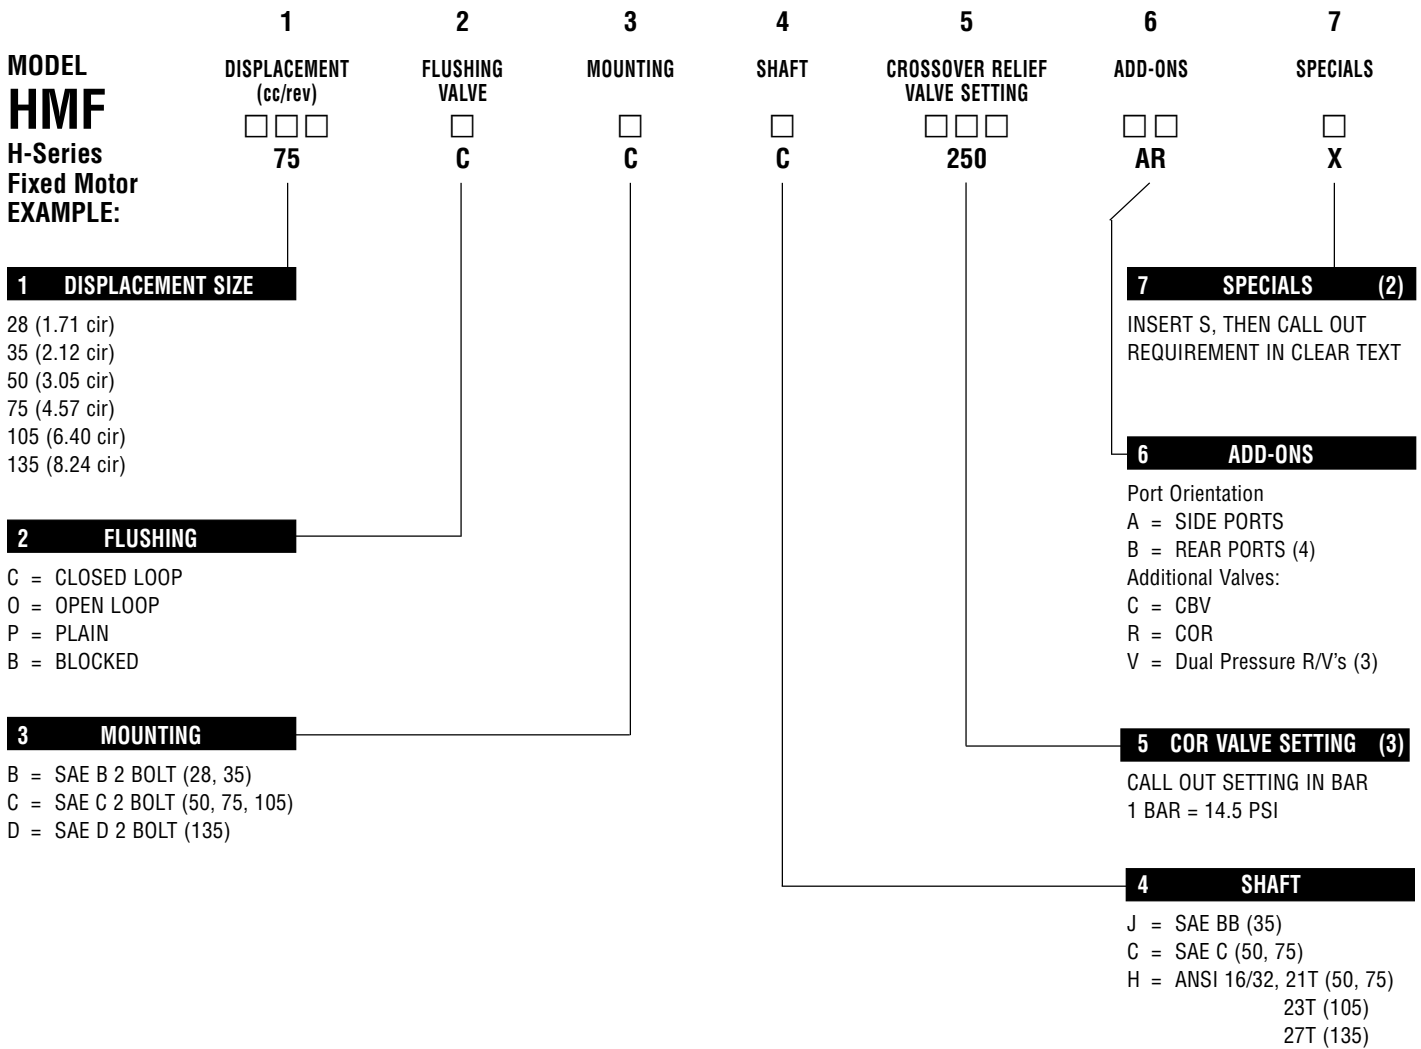 1 2 3 4 5 6 7
MODEL
HMF
H-Series
Fixed Motor
EXAMPLE:
DISPLACEMENT
(cc/rev)
75
FLUSHING
VALVE
C
MOUNTING
C
SHAFT
C
CROSSOVER RELIEF
VALVE SETTING
250
ADD-ONS
AR
SPECIALS
X
1 DISPLACEMENT SIZE
28 (1.71 cir)
35 (2.12 cir)
50 (3.05 cir)
75 (4.57 cir)
105 (6.40 cir)
135 (8.24 cir)
2 FLUSHING
C = CLOSED LOOP
O = OPEN LOOP
P = PLAIN
B = BLOCKED
3 MOUNTING
B = SAE B 2 BOLT (28, 35)
C = SAE C 2 BOLT (50, 75, 105)
D = SAE D 2 BOLT (135)
7 SPECIALS (2)
INSERT S, THEN CALL OUT
REQUIREMENT IN CLEAR TEXT
6 ADD-ONS
Port Orientation
A = SIDE PORTS
B = REAR PORTS (4)
Additional Valves:
C = CBV
R = COR
V = Dual Pressure R/V's (3)
5 COR VALVE SETTING (3)
CALL OUT SETTING IN BAR
1 BAR = 14.5 PSI
4 SHAFT
J = SAE BB (35)
C = SAE C (50, 75)
H = ANSI 16/32, 21T (50, 75)
23T (105)
27T (135)